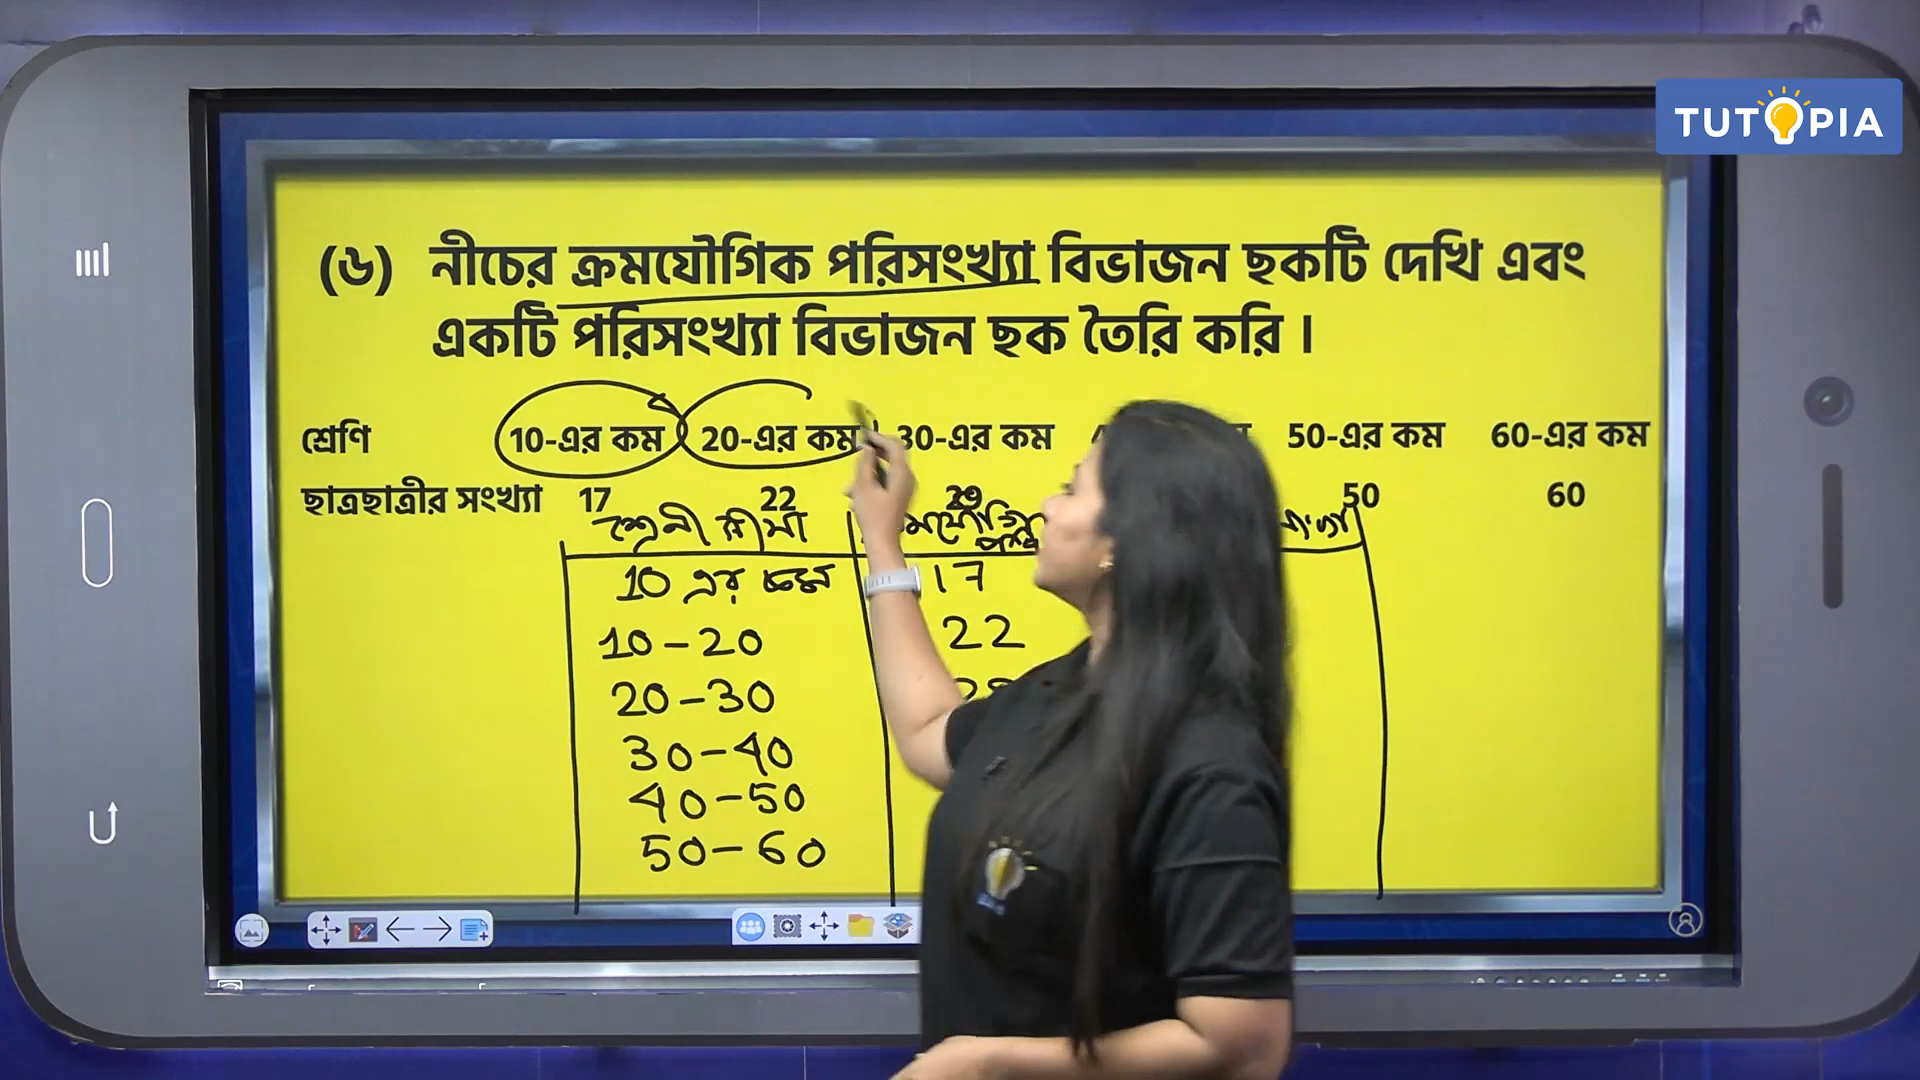 TUTOPIA
(৬) নীচের ক্রমযৌগিক পরিসংখ্যা বিভাজন ছকটি দেখি এবং
একটি পরিসংখ্যা বিভাজন ছক তৈরি করি ।
শ্রেণি 10-এর কম 20-এর কম 30-এর কম 50-এর কম 60-এর কম
ছাত্রছাত্রীর সংখ্যা 17 22 29 50 60
শ্রেনী সীমা
10 এর কম 17
10-20 22
20-30
30-40
40-50
50-60